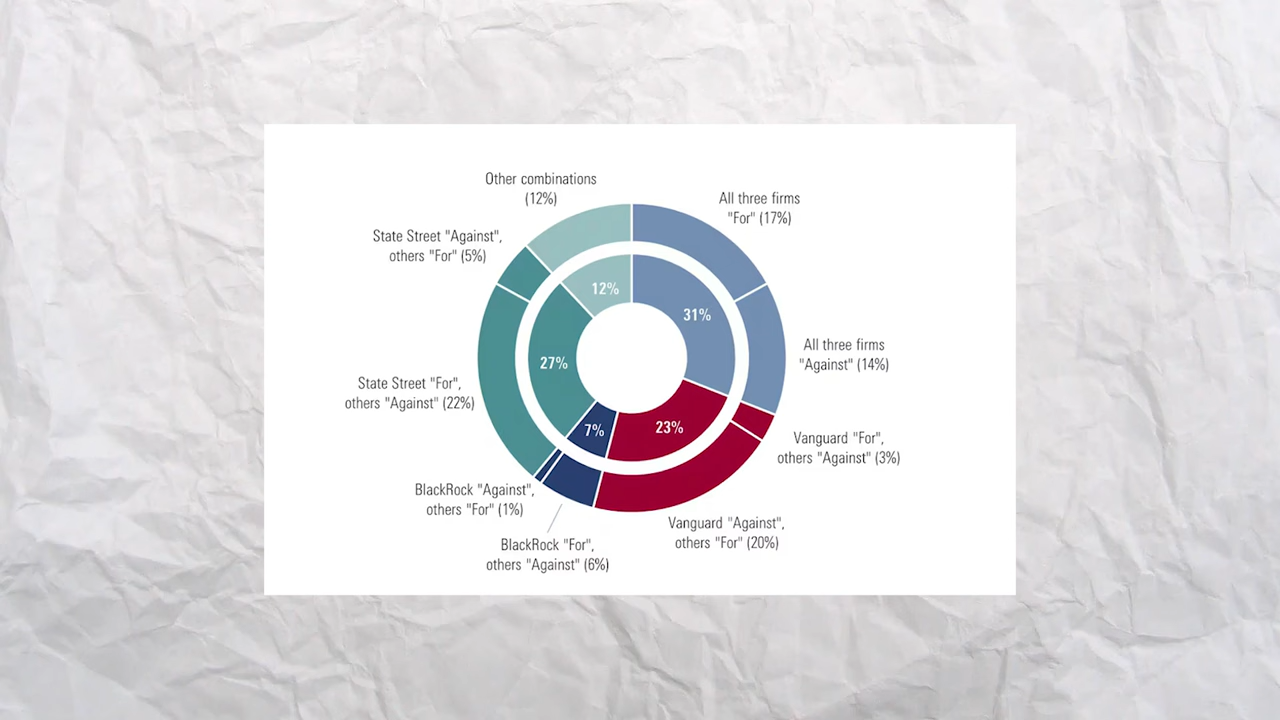 Other combinations
(12%)
All three firms
"For" (17%)
State Street "Against",
others "For" (5%)
12%
31%
All three firms
"Against" (14%)
27%
State Street "For",
others "Against" (22%)
7%
23%
Vanguard "For",
others "Against" (3%)
BlackRock "Against",
others "For" (1%)
Vanguard "Against",
others "For" (20%)
BlackRock "For",
others "Against" (6%)